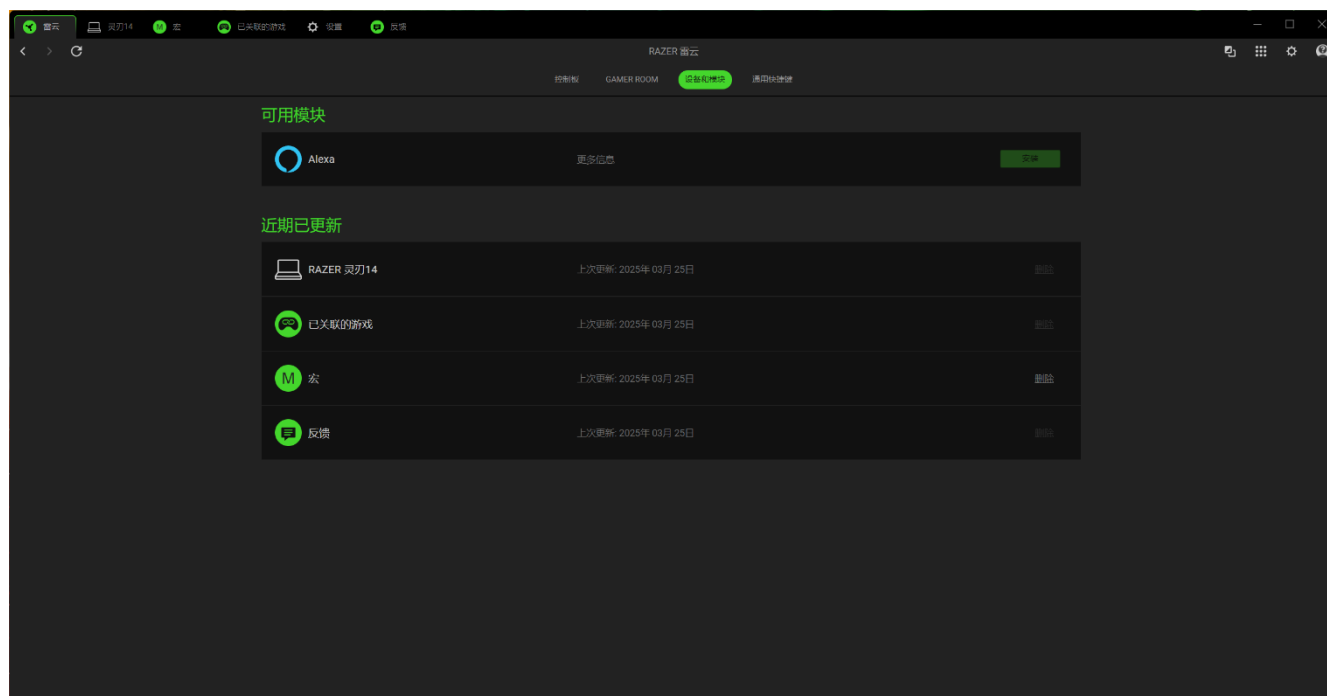 雷云 灵刃14 M 宏 已关联的游戏 设置 反馈
RAZER 雷云
控制板 GAMER ROOM 设备和模块 通用快捷键
可用模块
Alexa 更多信息 安装
近期已更新
RAZER 灵刃14 上次更新: 2025年 03月 25日 删除
已关联的游戏 上次更新: 2025年 03月 25日 删除
M 宏 上次更新: 2025年 03月 25日 删除
反馈 上次更新: 2025年 03月 25日 删除